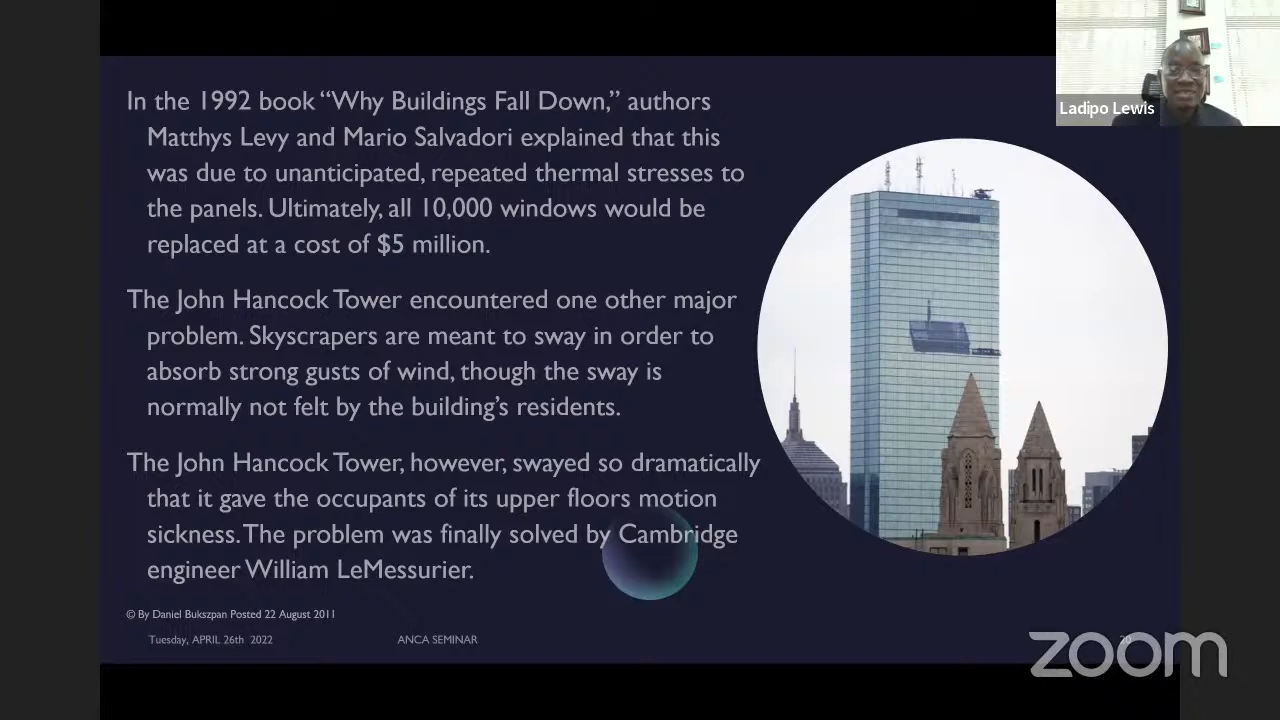 Ladipo Lewis
In the 1992 book “Why Buildings Fall Down,” authors
Matthys Levy and Mario Salvadori explained that this
was due to unanticipated, repeated thermal stresses to
the panels. Ultimately, all 10,000 windows would be
replaced at a cost of $5 million.
The John Hancock Tower encountered one other major
problem. Skyscrapers are meant to sway in order to
absorb strong gusts of wind, though the sway is
normally not felt by the building’s residents.
The John Hancock Tower, however, swayed so dramatically
that it gave the occupants of its upper floors motion
sickness. The problem was finally solved by Cambridge
engineer William LeMessurier.
© By Daniel Bukszpan Posted 22 August 2011
Tuesday, APRIL 26th 2022
ANCA SEMINAR
zoom